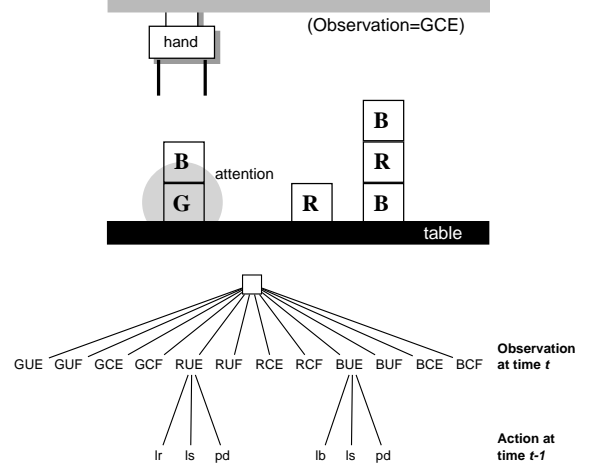 (Observation=GCE)
hand
B
B
R
attention
G
R
B
table
GUE GUF GCE GCF RUE RUF RCE RCF BUE BUF BCE BCF
Observation
at time t
lr ls pd lb ls pd
Action at
time t-1